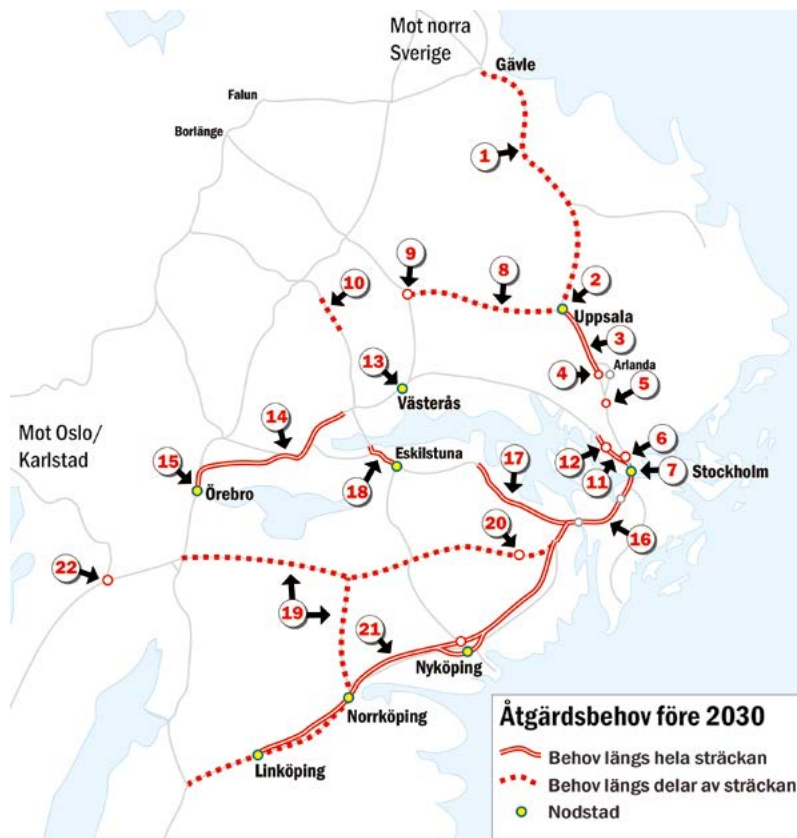 Mot norra
Sverige
Gävle
Falun
Borlänge
1
9
8
2
10
Uppsala
3
13
4
Arlanda
5
Västerås
14
Mot Oslo/
Karlstad
6
12
Eskilstuna
17
15
11
7
Stockholm
18
Örebro
20
16
22
19
21
Nyköping
Norrköping
Linköping
Åtgärdsbehov före 2030
Behov längs hela sträckan
Behov längs delar av sträckan
Nodstad